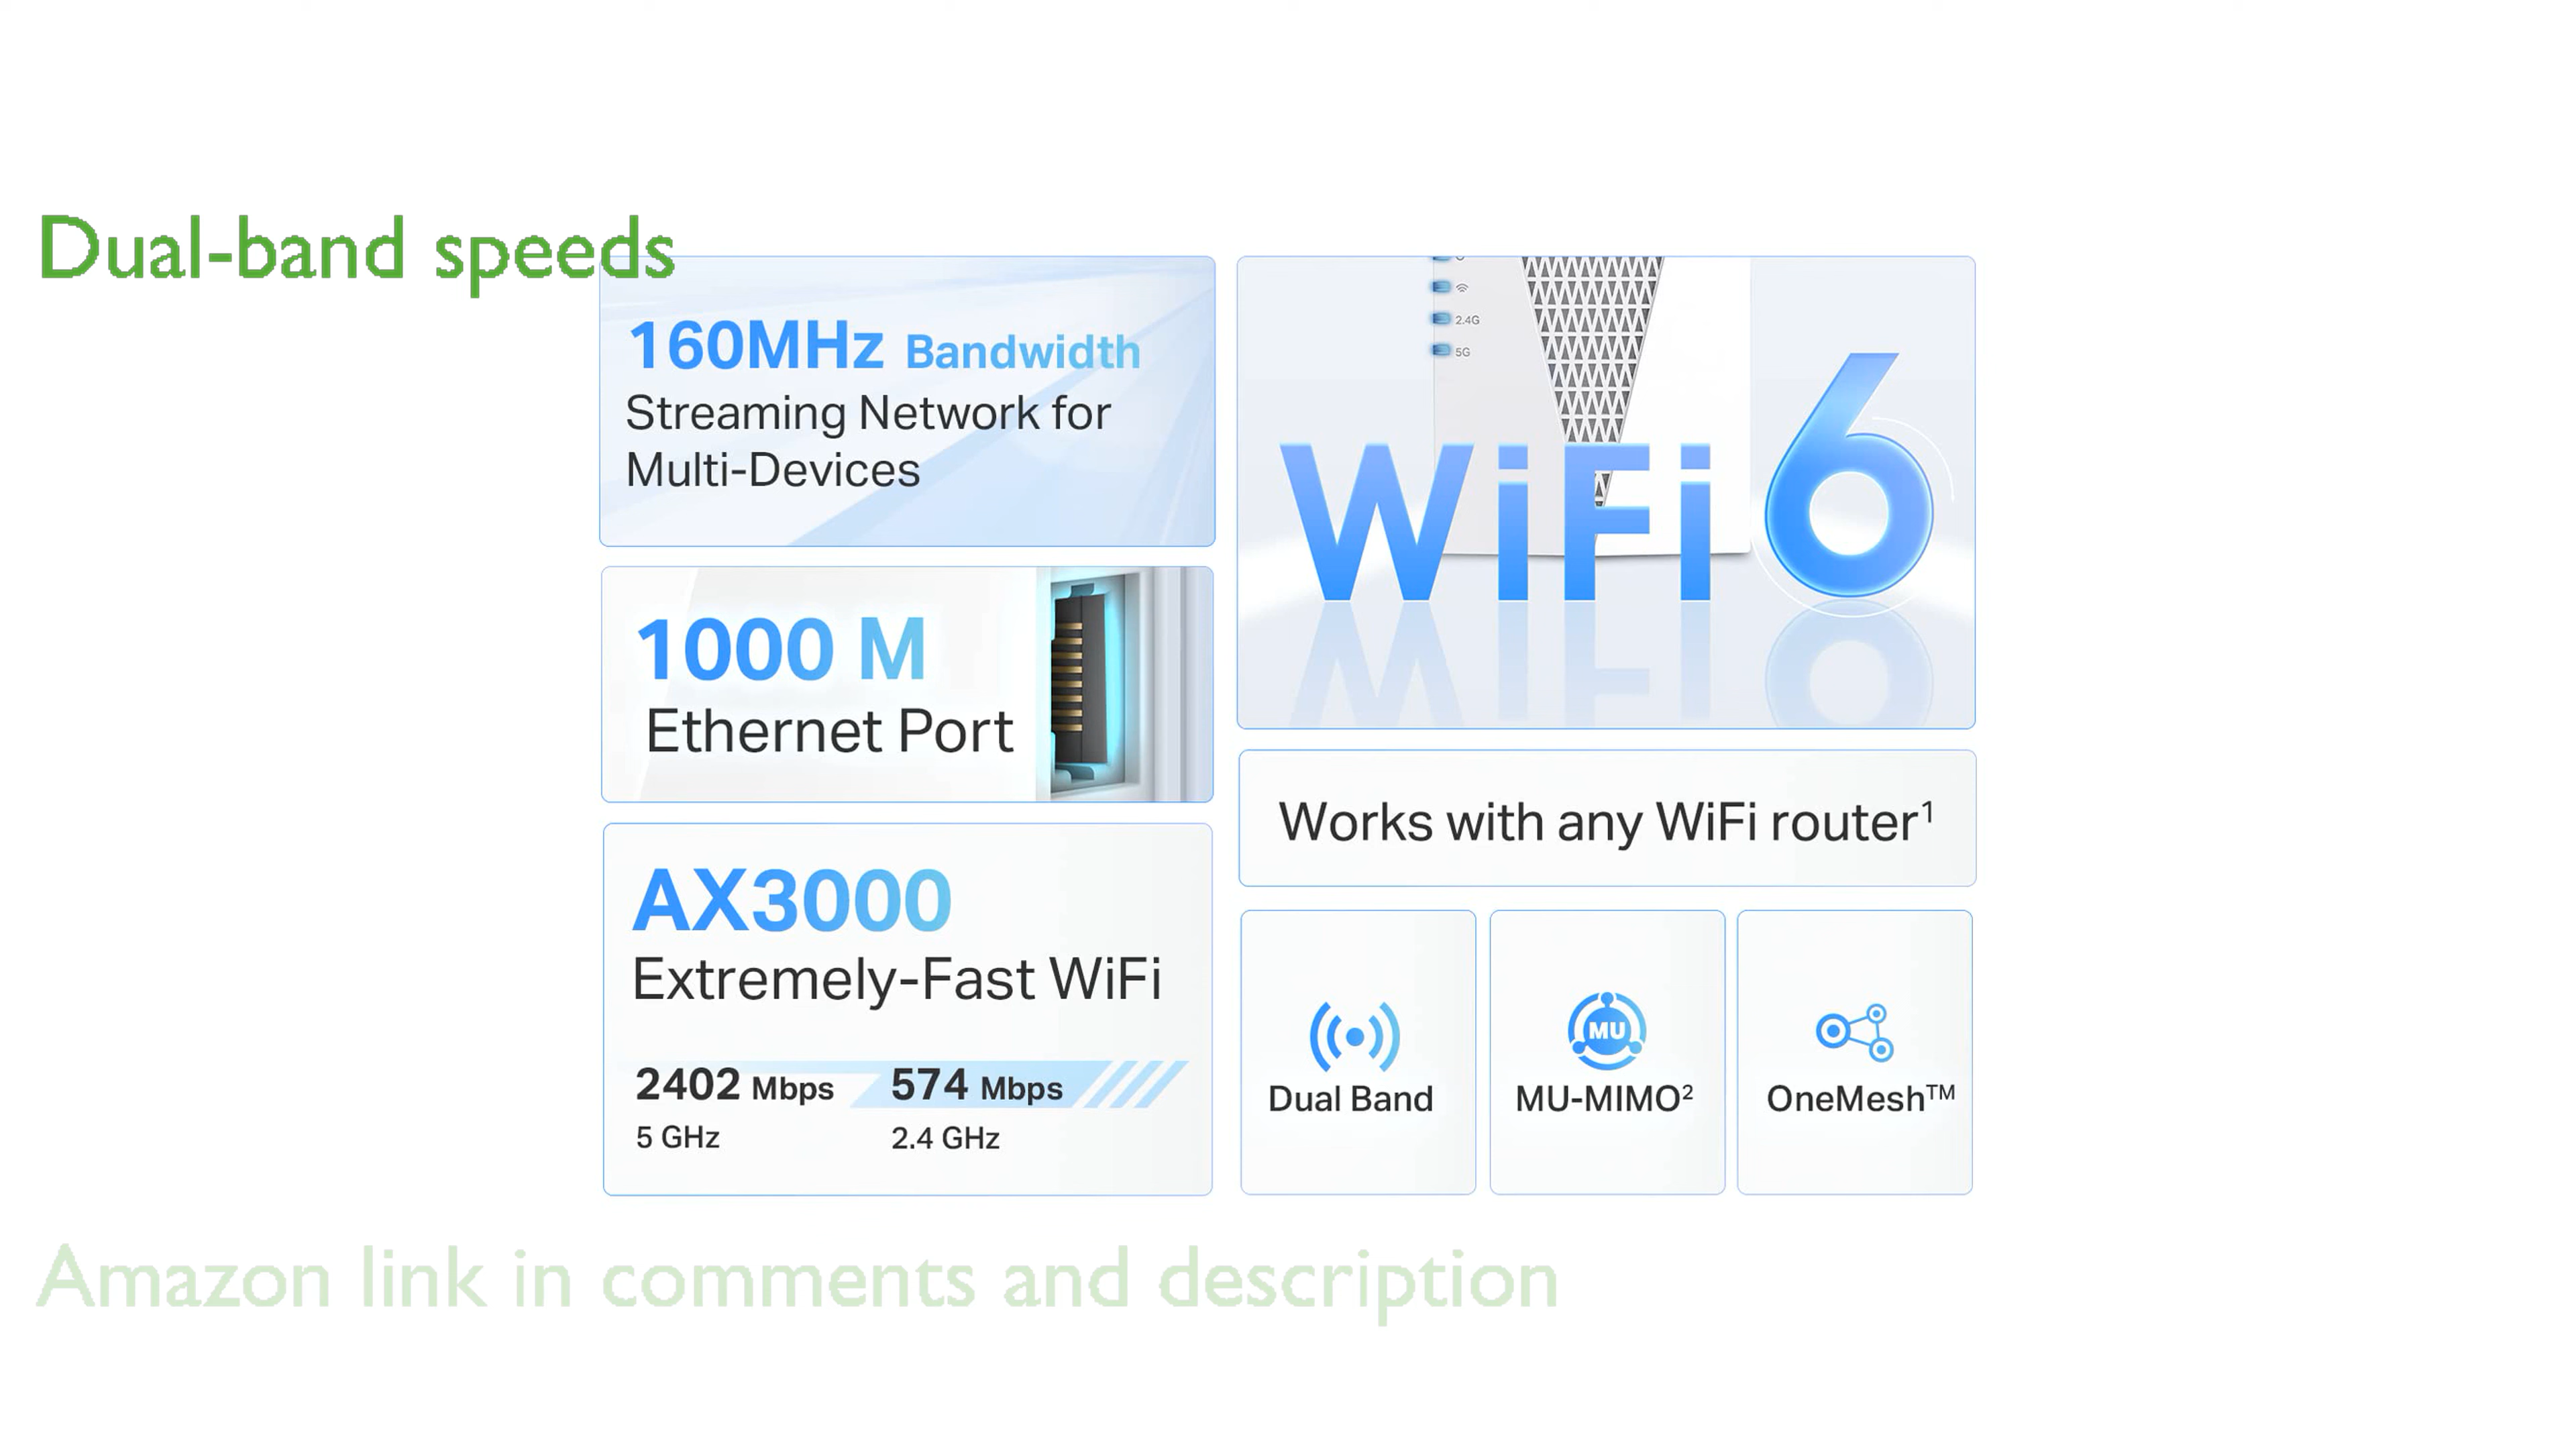 Dual-band speeds
160MHz Bandwidth
Streaming Network for
Multi-Devices
1000 M
Ethernet Port
AX3000
Extremely-Fast WiFi
2402 Mbps 574 Mbps
5 GHz 2.4 GHz
2.4G
5G
WiFi 6
Works with any WiFi router¹
Dual Band
MU
MU-MIMO²
OneMesh™
Amazon link in comments and description